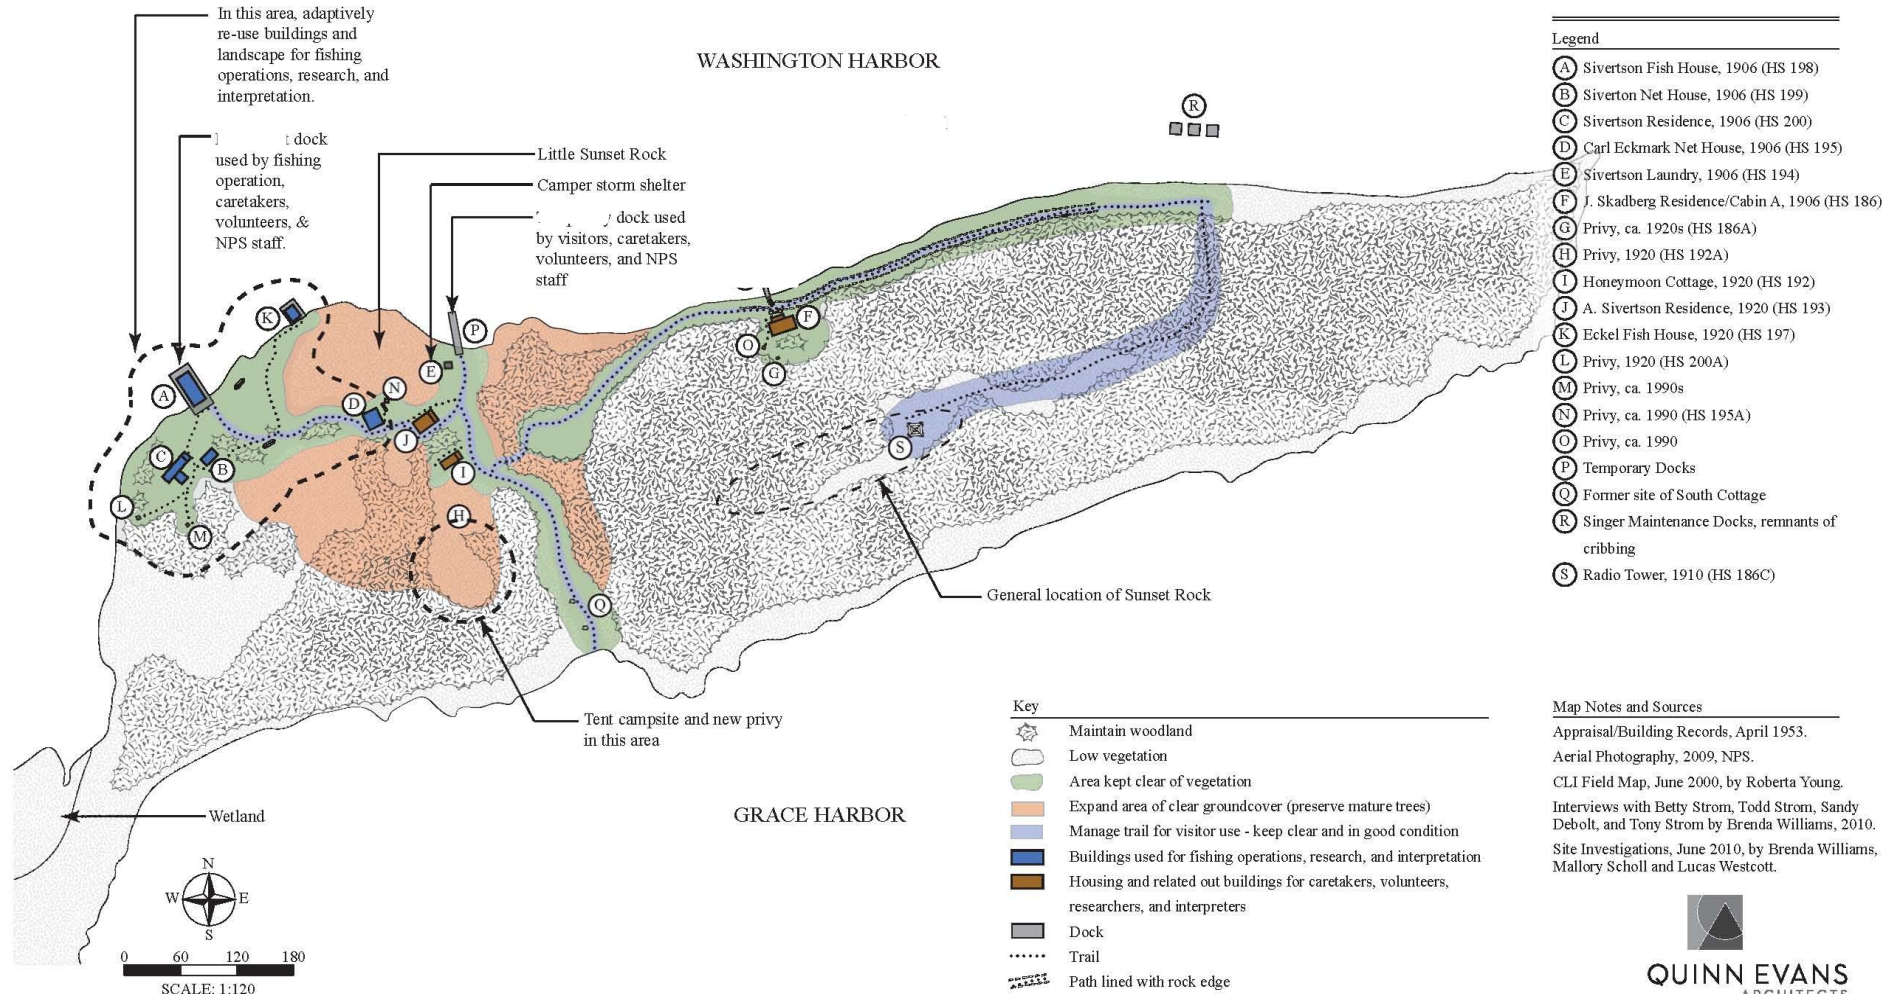 In this area, adaptively
re-use buildings and
landscape for fishing
operations, research, and
interpretation.
dock
used by fishing
operation,
caretakers,
volunteers, &
NPS staff.
Little Sunset Rock
Camper storm shelter
dock used
by visitors, caretakers,
volunteers, and NPS
staff
WASHINGTON HARBOR
R
K
P
A
E
N
D
J
C
B
I
L
M
H
Q
F
O
G
S
General location of Sunset Rock
Tent campsite and new privy
in this area
GRACE HARBOR
Wetland
N
W E
S
0 60 120 180
SCALE: 1:120
Legend
A Sivertson Fish House, 1906 (HS 198)
B Siverton Net House, 1906 (HS 199)
C Sivertson Residence, 1906 (HS 200)
D Carl Eckmark Net House, 1906 (HS 195)
E Sivertson Laundry, 1906 (HS 194)
F J. Skadberg Residence/Cabin A, 1906 (HS 186)
G Privy, ca. 1920s (HS 186A)
H Privy, 1920 (HS 192A)
I Honeymoon Cottage, 1920 (HS 192)
J A. Sivertson Residence, 1920 (HS 193)
K Eckel Fish House, 1920 (HS 197)
L Privy, 1920 (HS 200A)
M Privy, ca. 1990s
N Privy, ca. 1990 (HS 195A)
O Privy, ca. 1990
P Temporary Docks
Q Former site of South Cottage
R Singer Maintenance Docks, remnants of
cribbing
S Radio Tower, 1910 (HS 186C)
Key
Maintain woodland
Low vegetation
Area kept clear of vegetation
Expand area of clear groundcover (preserve mature trees)
Manage trail for visitor use - keep clear and in good condition
Buildings used for fishing operations, research, and interpretation
Housing and related out buildings for caretakers, volunteers,
researchers, and interpreters
Dock
Trail
Path lined with rock edge
Map Notes and Sources
Appraisal/Building Records, April 1953.
Aerial Photography, 2009, NPS.
CLI Field Map, June 2000, by Roberta Young.
Interviews with Betty Strom, Todd Strom, Sandy
Debolt, and Tony Strom by Brenda Williams, 2010.
Site Investigations, June 2010, by Brenda Williams,
Mallory Scholl and Lucas Westcott.
QUINN EVANS